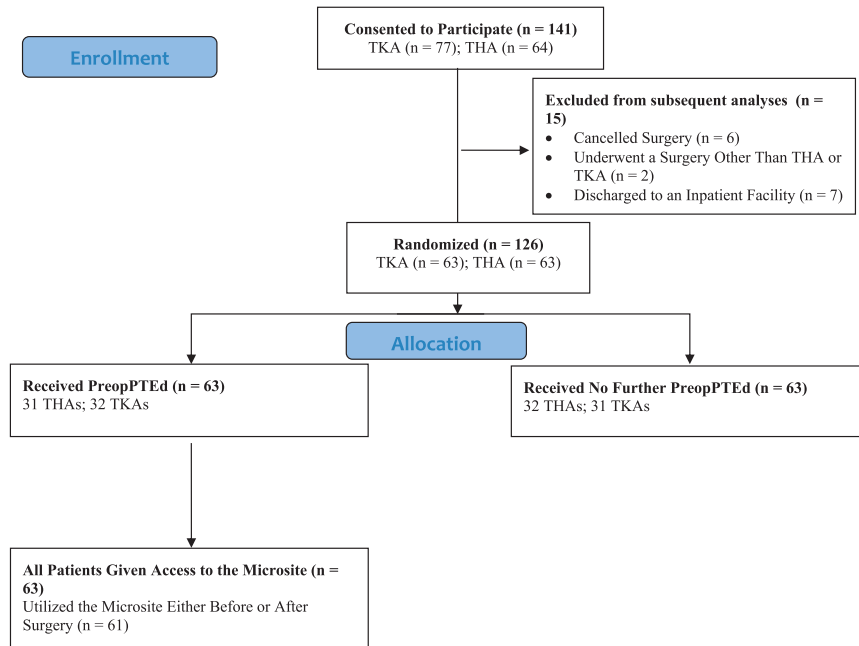 Consented to Participate (n = 141)
TKA (n = 77); THA (n = 64)
Enrollment
Excluded from subsequent analyses (n =
15)
• Cancelled Surgery (n = 6)
• Underwent a Surgery Other Than THA or
TKA (n = 2)
• Discharged to an Inpatient Facility (n = 7)
Randomized (n = 126)
TKA (n = 63); THA (n = 63)
Allocation
Received PreopPTEd (n = 63)
31 THAs; 32 TKAs
Received No Further PreopPTEd (n = 63)
32 THAs; 31 TKAs
All Patients Given Access to the Microsite (n =
63)
Utilized the Microsite Either Before or After
Surgery (n = 61)